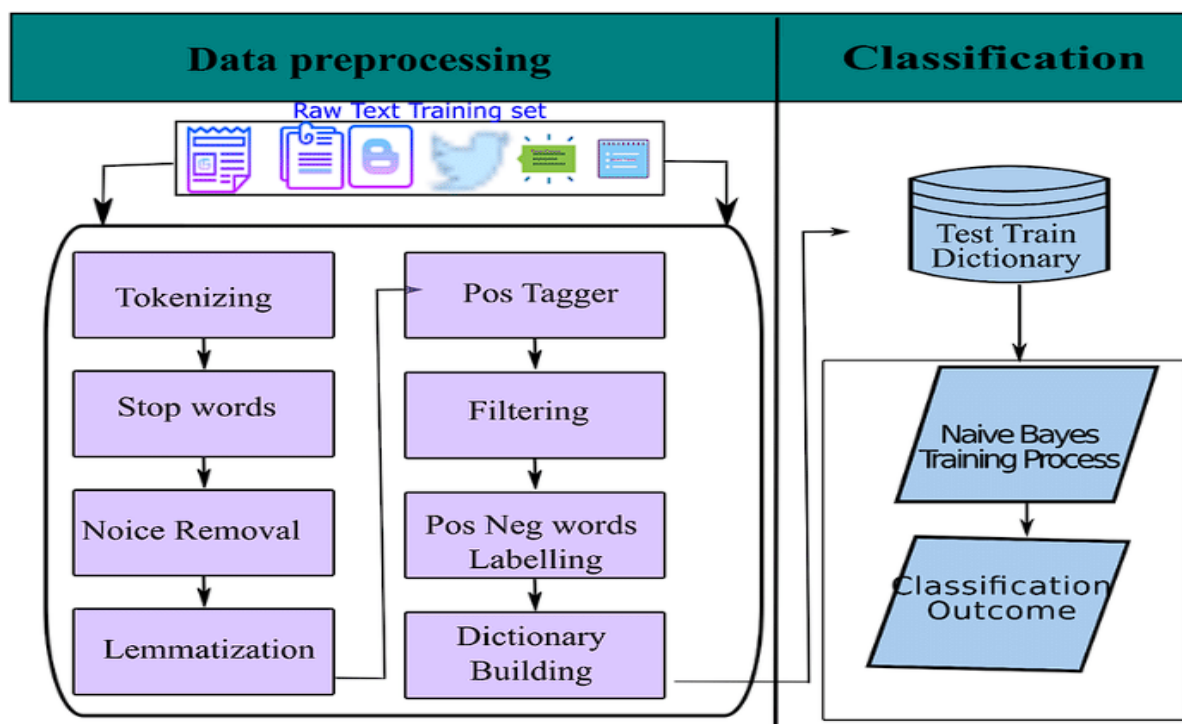 Data preprocessing
Classification
Raw Text Training set
Tokenizing
Stop words
Noice Removal
Lemmatization
Pos Tagger
Filtering
Pos Neg words
Labelling
Dictionary
Building
Test Train
Dictionary
Naive Bayes
Training Process
Classification
Outcome